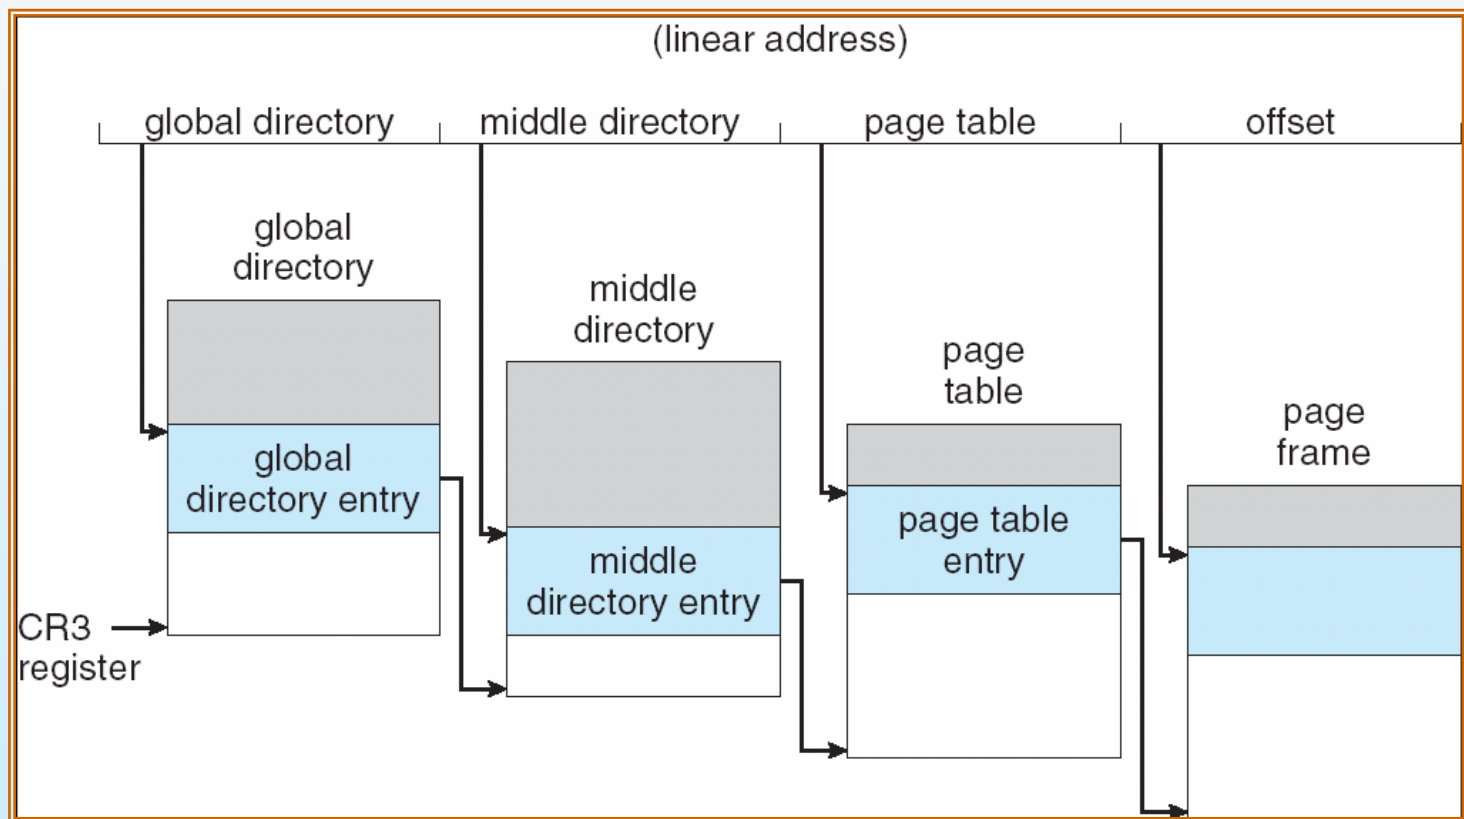 (linear address)
global directory
middle directory
page table
offset
global
directory
global
directory entry
CR3
register
middle
directory
middle
directory entry
page
table
page table
entry
page
frame